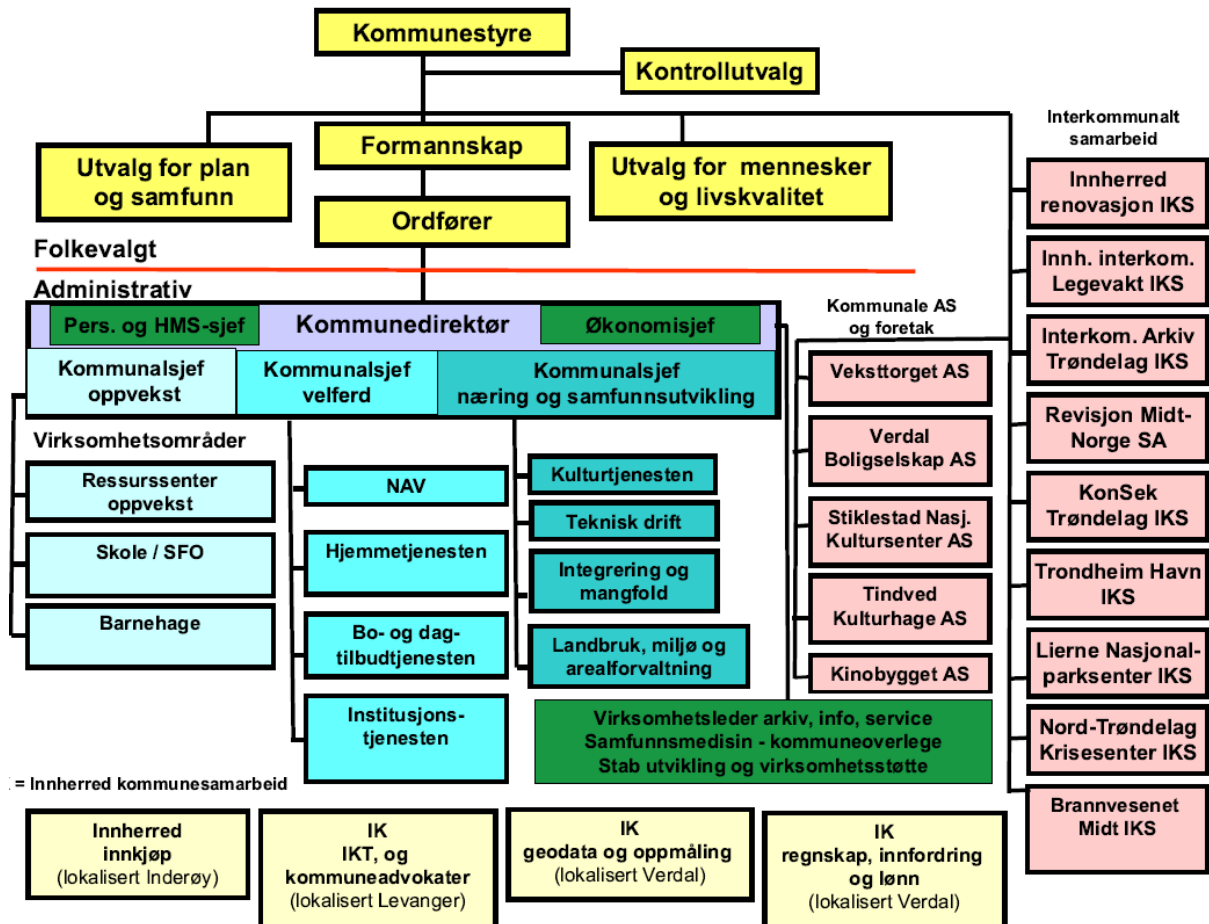 Kommunestyre
Kontrollutvalg
Formannskap
Utvalg for plan
og samfunn
Utvalg for mennesker
og livskvalitet
Ordfører
Folkevalgt
Administrativ
Pers. og HMS-sjef
Kommunedirektør
Økonomisjef
Kommunalsjef
oppvekst
Kommunalsjef
velferd
Kommunalsjef
næring og samfunnsutvikling
Virksomhetsområder
Ressurssenter
oppvekst
Skole / SFO
Barnehage
NAV
Hjemmetjenesten
Bo- og dag-
tilbudtjenesten
Institusjons-
tjenesten
Kulturtjenesten
Teknisk drift
Integrering og
mangfold
Landbruk, miljø og
arealforvaltning
Kommunale AS
og foretak
Veksttorget AS
Verdal
Boligselskap AS
Stiklestad Nasj.
Kultursenter AS
Tindved
Kulturhage AS
Kinobygget AS
Virksomhetsleder arkiv, info, service
Samfunnsmedisin - kommuneoverlege
Stab utvikling og virksomhetsstøtte
Interkommunalt
samarbeid
Innherred
renovasjon IKS
Innh. interkom.
Legevakt IKS
Interkom. Arkiv
Trøndelag IKS
Revisjon Midt-
Norge SA
KonSek
Trøndelag IKS
Trondheim Havn
IKS
Lierne Nasjonal-
parksenter IKS
Nord-Trøndelag
Krisesenter IKS
Brannvesenet
Midt IKS
= Innherred kommunesamarbeid
Innherred
innkjøp
(lokalisert Inderøy)
IK
IKT, og
kommuneadvokater
(lokalisert Levanger)
IK
geodata og oppmåling
(lokalisert Verdal)
IK
regnskap, innfordring
og lønn
(lokalisert Verdal)